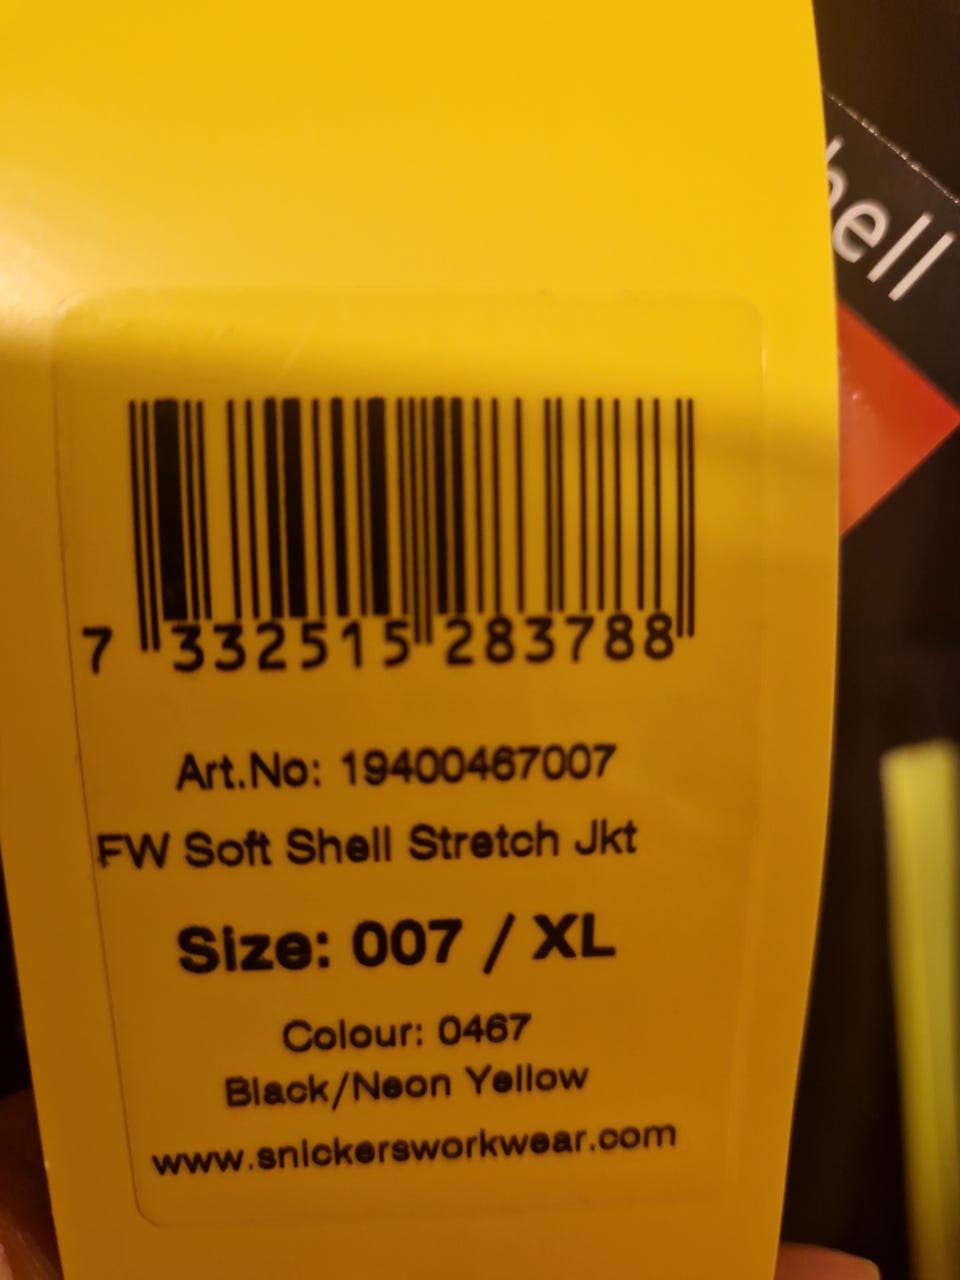 hell
7 332515 283788
Art.No: 19400467007
FW Soft Shell Stretch Jkt
Size: 007 / XL
Colour: 0467
Black/Neon Yellow
www.snickersworkwear.com